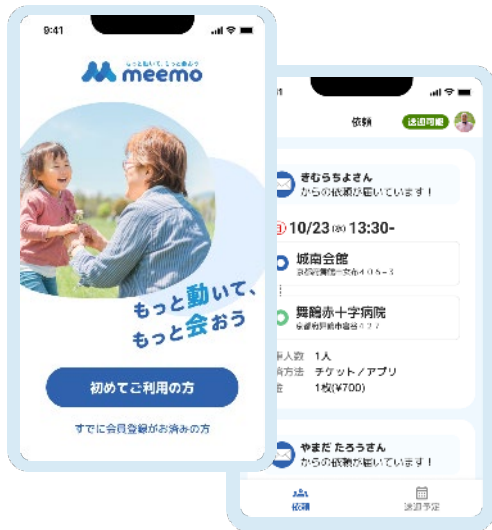 9:41
もっと動いて、もっと会おう
meemo
もっと動いて、
もっと会おう
初めてご利用の方
すでに会員登録がお済みの方
依頼
送迎可能
きむらちよさん
からの依頼が届いています！
10/23(水) 13:30-
城南会館
舞鶴赤十字病院
人数 1人
方法 チケット/アプリ
1枚(¥700)
やまだ たろうさん
からの依頼が届いています！
依頼
送迎予定